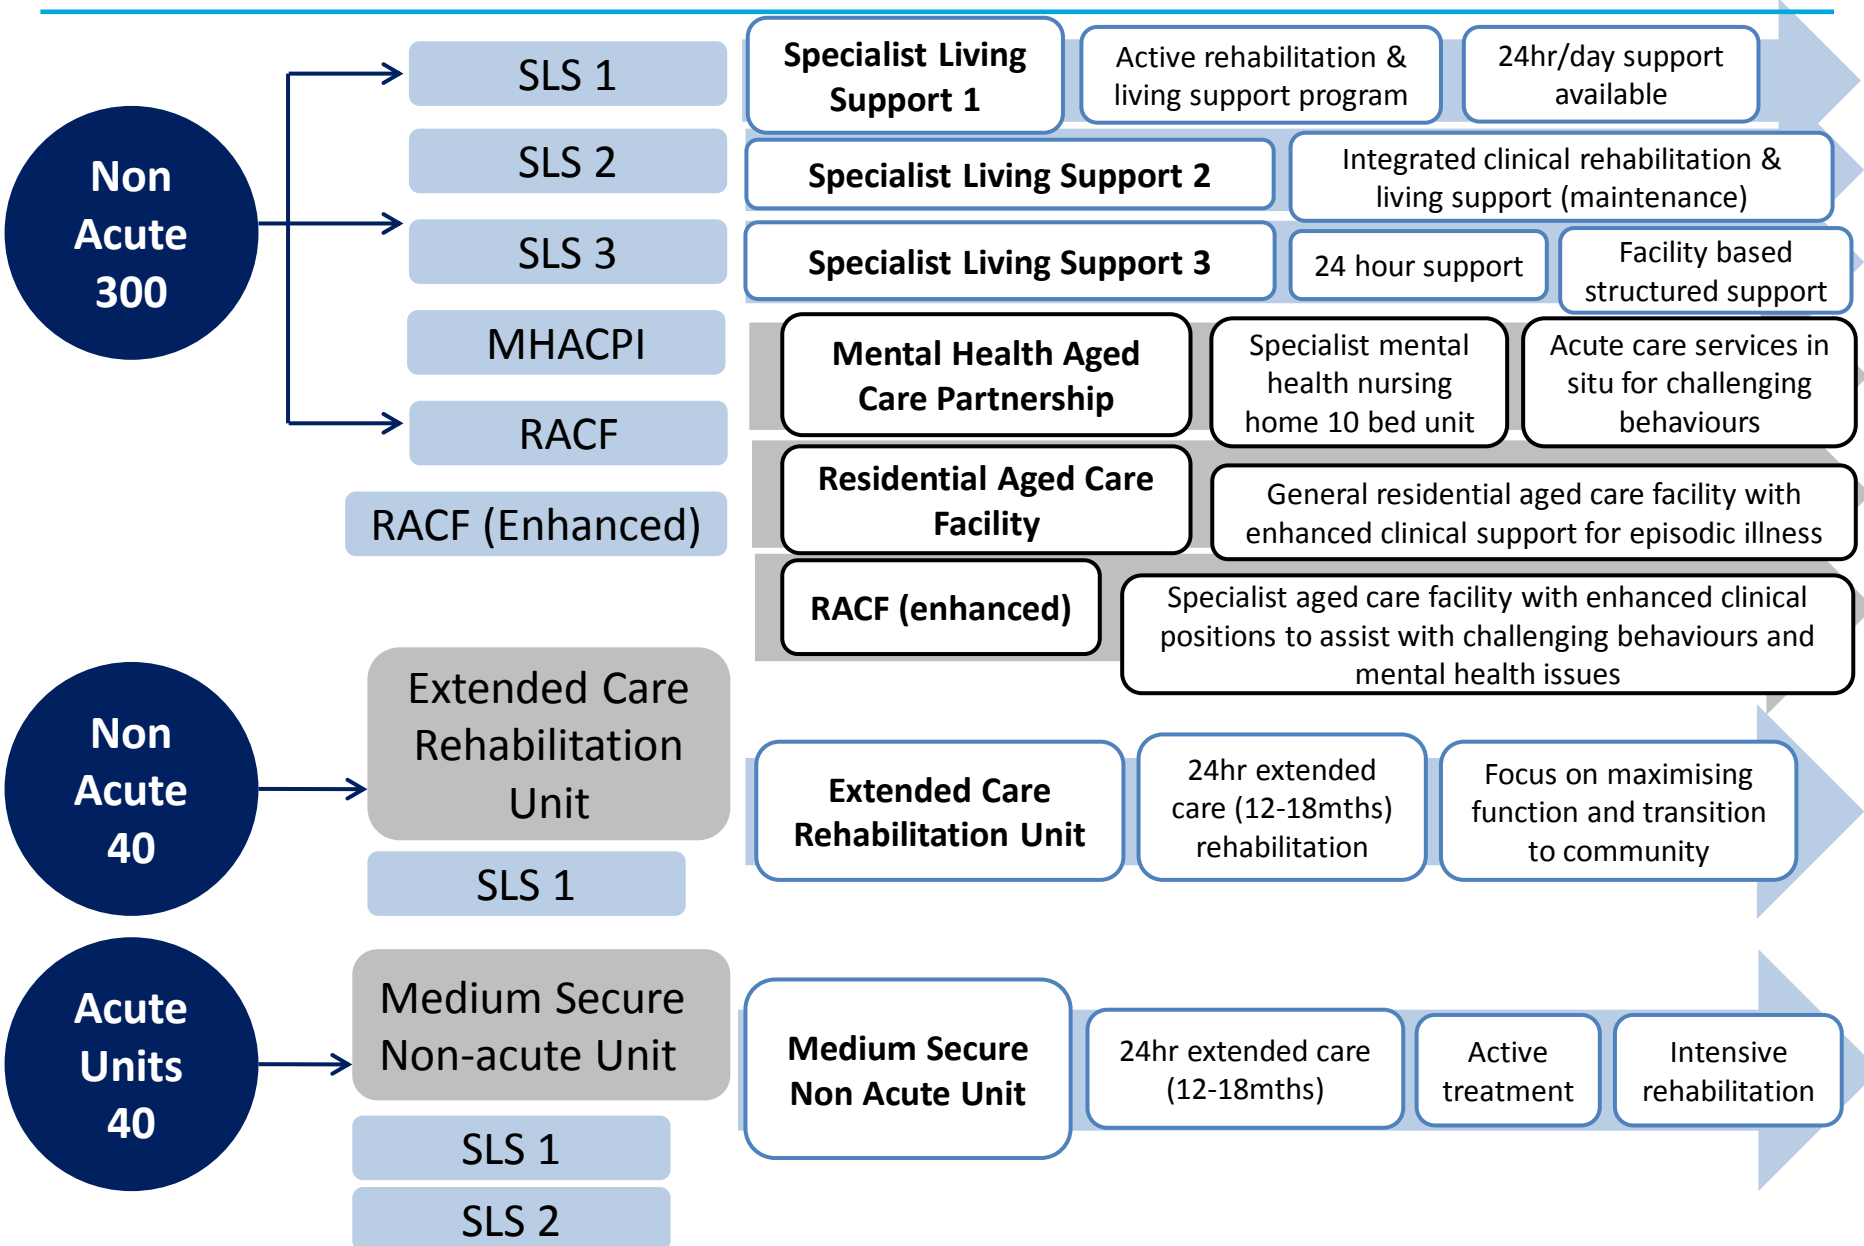 Non
Acute
300
SLS 1
SLS 2
SLS 3
MHACPI
RACF
RACF (Enhanced)
Specialist Living
Support 1
Active rehabilitation &
living support program
24hr/day support
available
Specialist Living Support 2
Integrated clinical rehabilitation &
living support (maintenance)
Specialist Living Support 3
24 hour support
Facility based
structured support
Mental Health Aged
Care Partnership
Specialist mental
health nursing
home 10 bed unit
Acute care services in
situ for challenging
behaviours
Residential Aged Care
Facility
General residential aged care facility with
enhanced clinical support for episodic illness
RACF (enhanced)
Specialist aged care facility with enhanced clinical
positions to assist with challenging behaviours and
mental health issues
Non
Acute
40
Extended Care
Rehabilitation
Unit
SLS 1
Extended Care
Rehabilitation Unit
24hr extended
care (12-18mths)
rehabilitation
Focus on maximising
function and transition
to community
Acute
Units
40
Medium Secure
Non-acute Unit
SLS 1
SLS 2
Medium Secure
Non Acute Unit
24hr extended care
(12-18mths)
Active
treatment
Intensive
rehabilitation